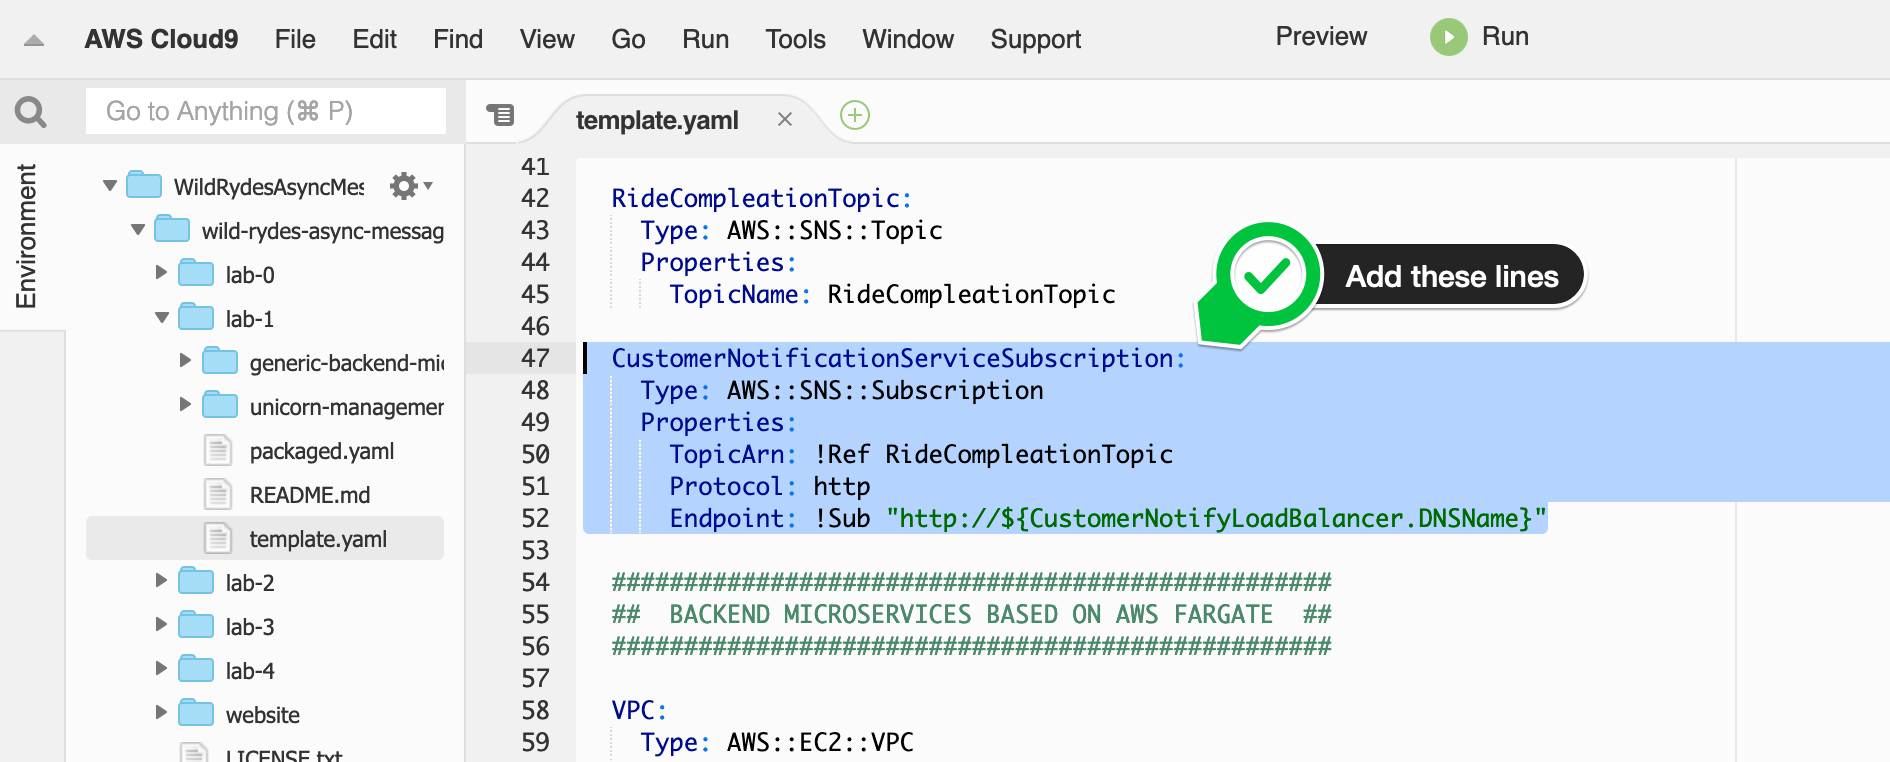 AWS Cloud9 File Edit Find View Go Run Tools Window Support Preview Run
Go to Anything (⌘ P)
template.yaml
Environment
WildRydesAsyncMes
wild-rydes-async-messag
lab-0
lab-1
generic-backend-mi
unicorn-managemer
packaged.yaml
README.md
template.yaml
lab-2
lab-3
lab-4
website
LICENSE.txt
41
42 RideCompleationTopic:
43 Type: AWS::SNS::Topic
44 Properties:
45 TopicName: RideCompleationTopic
46
Add these lines
47 CustomerNotificationServiceSubscription:
48 Type: AWS::SNS::Subscription
49 Properties:
50 TopicArn: !Ref RideCompleationTopic
51 Protocol: http
52 Endpoint: !Sub "http://${CustomerNotifyLoadBalancer.DNSName}"
53
54 ##################################################
55 ##  BACKEND MICROSERVICES BASED ON AWS FARGATE  ##
56 ##################################################
57
58 VPC:
59 Type: AWS::EC2::VPC